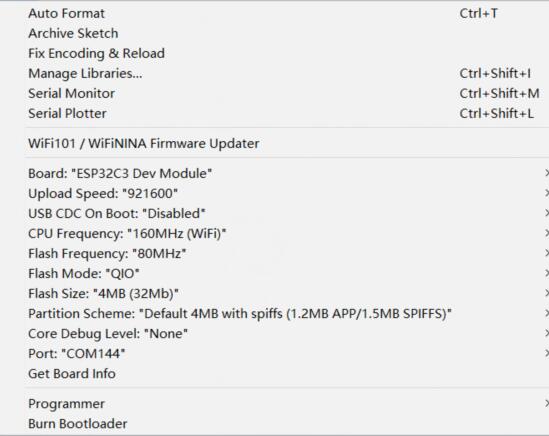 Auto Format Ctrl+T
Archive Sketch
Fix Encoding & Reload
Manage Libraries... Ctrl+Shift+I
Serial Monitor Ctrl+Shift+M
Serial Plotter Ctrl+Shift+L
WiFi101 / WiFiNINA Firmware Updater
Board: "ESP32C3 Dev Module"
Upload Speed: "921600"
USB CDC On Boot: "Disabled"
CPU Frequency: "160MHz (WiFi)"
Flash Frequency: "80MHz"
Flash Mode: "QIO"
Flash Size: "4MB (32Mb)"
Partition Scheme: "Default 4MB with spiffs (1.2MB APP/1.5MB SPIFFS)"
Core Debug Level: "None"
Port: "COM144"
Get Board Info
Programmer
Burn Bootloader